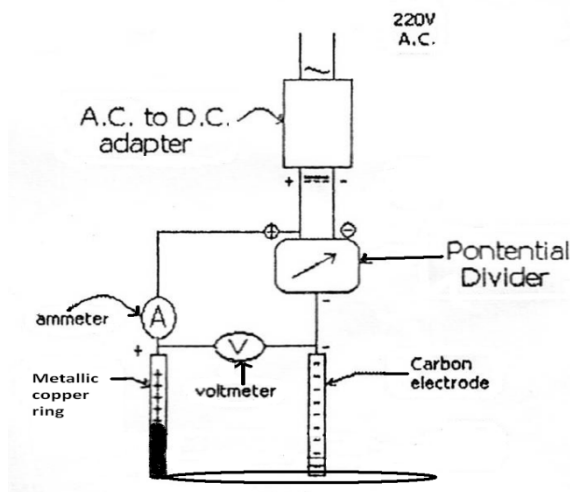 220V
A.C.
~
A.C. to D.C.
adapter
+ -
+ -
Pontential
Divider
-
ammeter
A
+ V -
Metallic
copper
ring
voltmeter
Carbon
electrode